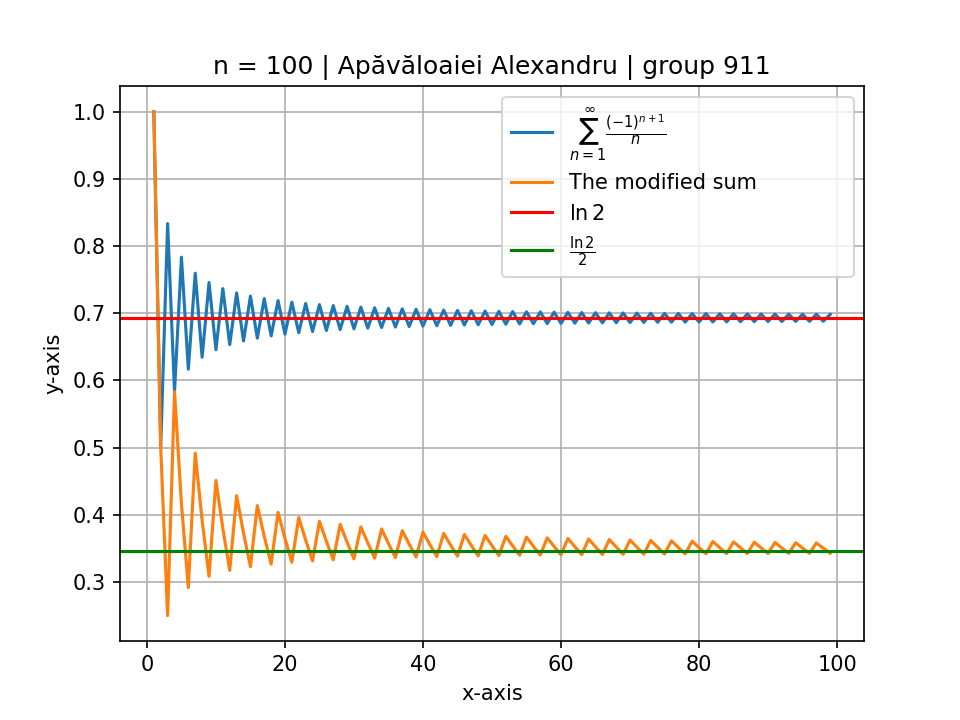 n = 100 | Apăvăloaiei Alexandru | group 911
∞
∑ (−1)^{n+1}/n
n = 1
The modified sum
ln 2
ln 2/2
y-axis
1.0
0.9
0.8
0.7
0.6
0.5
0.4
0.3
0 20 40 60 80 100
x-axis